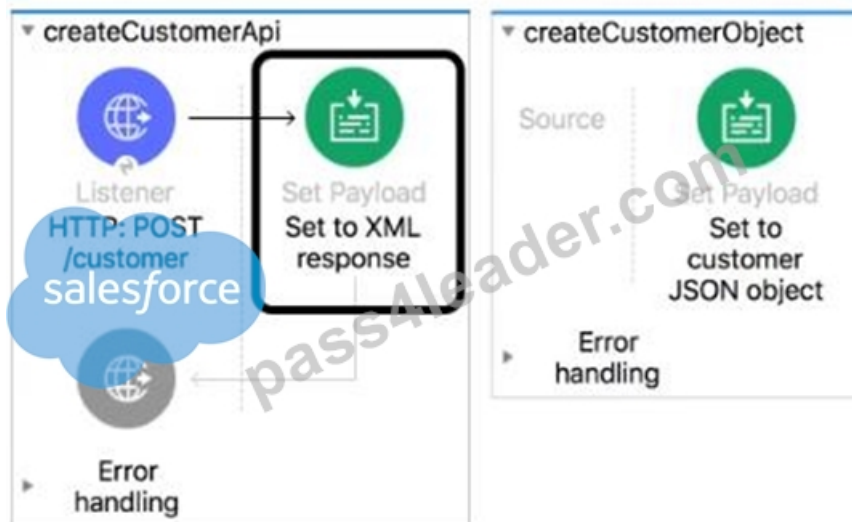 createCustomerApi
Listener
HTTP: POST
/customer
Set Payload
Set to XML
response
salesforce
Error
handling
createCustomerObject
Source
Set Payload
Set to
customer
JSON object
Error
handling
pass4leader.com